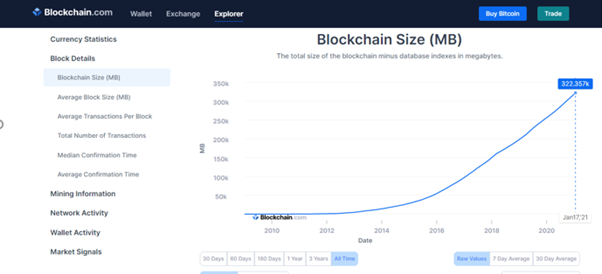 Blockchain.com Wallet Exchange Explorer Buy Bitcoin Trade
Currency Statistics
Block Details
Blockchain Size (MB)
Average Block Size (MB)
Average Transactions Per Block
Total Number of Transactions
Median Confirmation Time
Average Confirmation Time
Mining Information
Network Activity
Wallet Activity
Market Signals
Blockchain Size (MB)
The total size of the blockchain minus database indexes in megabytes.
322.357k
350k
300k
250k
200k
150k
100k
50k
MB
Blockchain.com
Jan17,'21
2010 2012 2014 2016 2018 2020
Date
30 Days 60 Days 180 Days 1 Year 3 Years All Time Raw Values 7 Day Average 30 Day Average